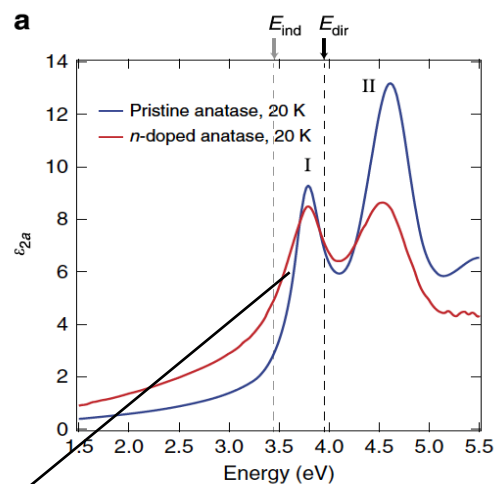 a
E_ind E_dir
14
12
10
8
6
4
2
0
ε_2a
Pristine anatase, 20 K
n-doped anatase, 20 K
I
II
1.5 2.0 2.5 3.0 3.5 4.0 4.5 5.0 5.5
Energy (eV)